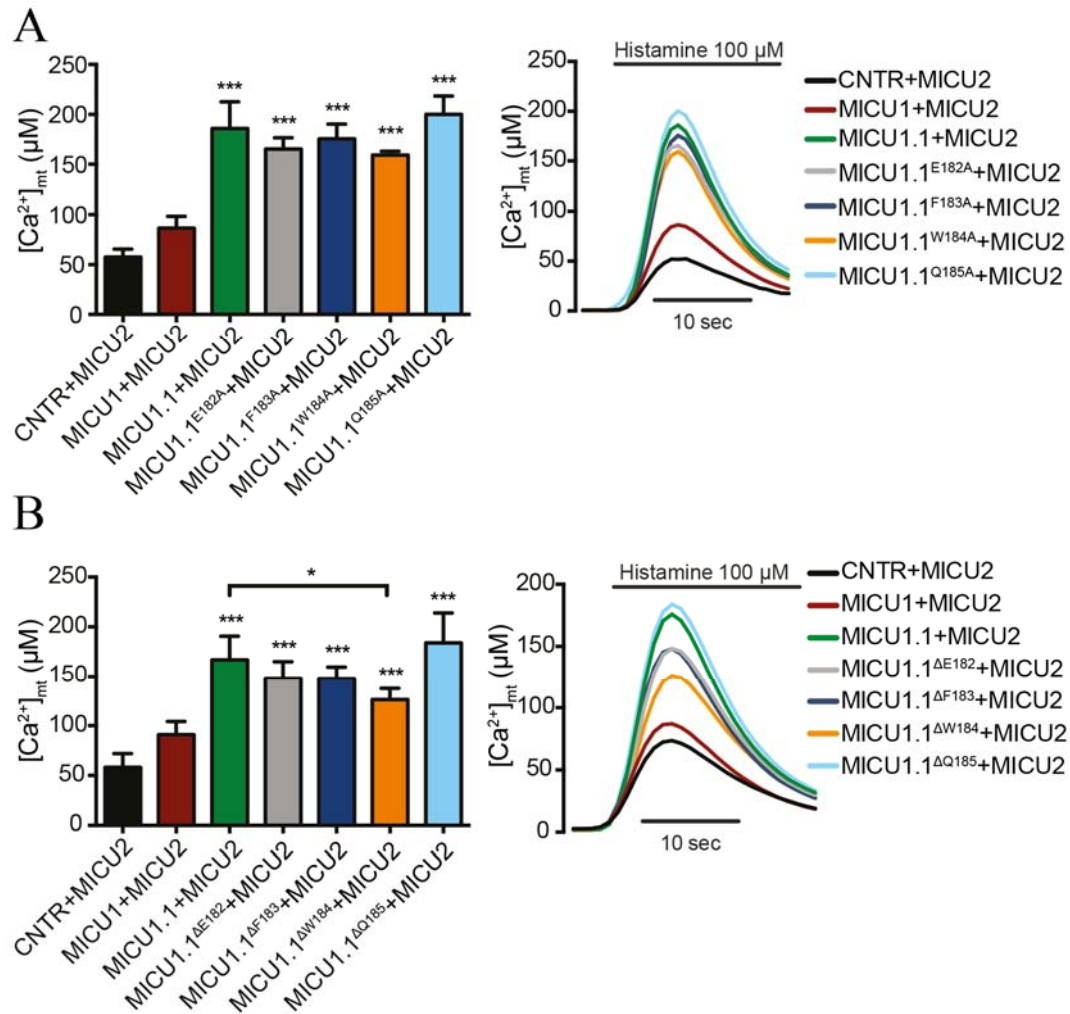 A
[Ca²⁺]mt (µM)
250
200
150
100
50
0
***
***
***
***
***
CNTR+MICU2
MICU1+MICU2
MICU1.1+MICU2
MICU1.1E182A+MICU2
MICU1.1F183A+MICU2
MICU1.1W184A+MICU2
MICU1.1Q185A+MICU2
Histamine 100 µM
[Ca²⁺]mt (µM)
250
200
150
100
50
0
10 sec
CNTR+MICU2
MICU1+MICU2
MICU1.1+MICU2
MICU1.1E182A+MICU2
MICU1.1F183A+MICU2
MICU1.1W184A+MICU2
MICU1.1Q185A+MICU2
B
[Ca²⁺]mt (µM)
250
200
150
100
50
0
*
***
***
***
***
***
CNTR+MICU2
MICU1+MICU2
MICU1.1+MICU2
MICU1.1ΔE182+MICU2
MICU1.1ΔF183+MICU2
MICU1.1ΔW184+MICU2
MICU1.1ΔQ185+MICU2
Histamine 100 µM
[Ca²⁺]mt (µM)
200
150
100
50
0
10 sec
CNTR+MICU2
MICU1+MICU2
MICU1.1+MICU2
MICU1.1ΔE182+MICU2
MICU1.1ΔF183+MICU2
MICU1.1ΔW184+MICU2
MICU1.1ΔQ185+MICU2